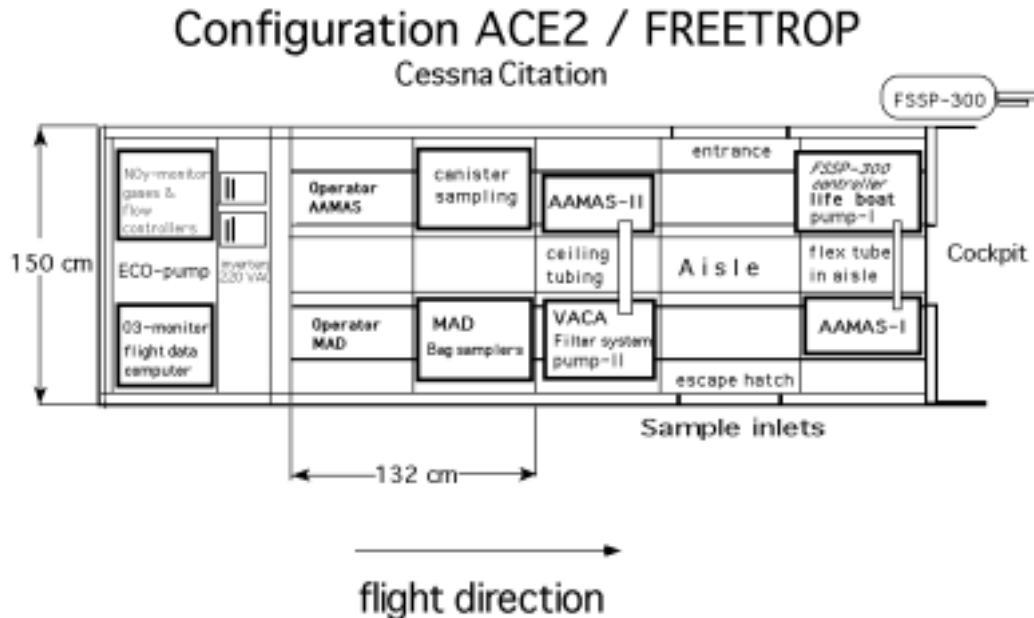 Configuration ACE2 / FREETROP
Cessna Citation
FSSP-300
NOy-monitor
gases &
flow
controllers
ECO-pump
O3-monitor
flight data
computer
220 VAC
Operator
AAMAS
Operator
MAD
canister
sampling
MAD
Bag samplers
AAMAS-II
ceiling
tubing
VACA
Filter system
pump-II
entrance
Aisle
escape hatch
FSSP-300
controller
life boat
pump-I
flex tube
in aisle
AAMAS-I
Cockpit
150 cm
Sample inlets
132 cm
flight direction